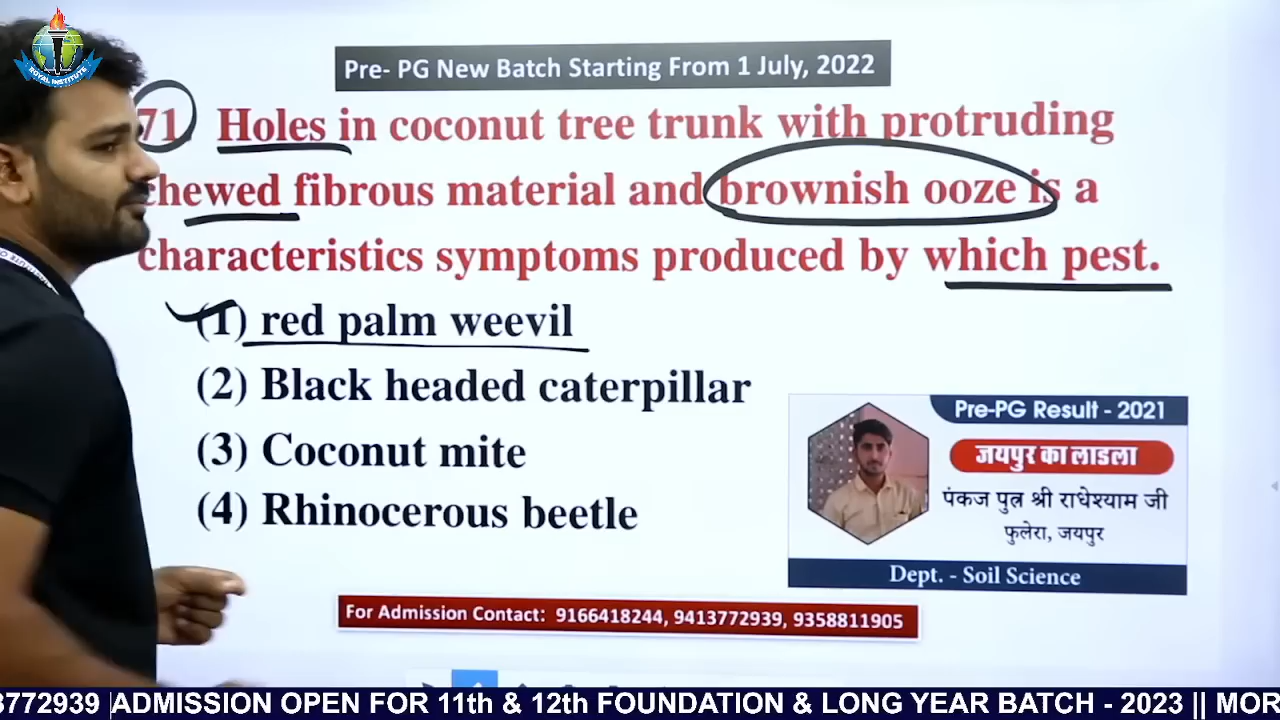 ROYAL INSTITUTE
Pre- PG New Batch Starting From 1 July, 2022
71 Holes in coconut tree trunk with protruding
chewed fibrous material and brownish ooze is a
characteristics symptoms produced by which pest.
(1) red palm weevil
(2) Black headed caterpillar
(3) Coconut mite
(4) Rhinocerous beetle
Pre-PG Result - 2021
जयपुर का लाडला
पंकज पुत्र श्री राधेश्याम जी
फुलेरा, जयपुर
Dept. - Soil Science
For Admission Contact: 9166418244, 9413772939, 9358811905
3772939 ADMISSION OPEN FOR 11th & 12th FOUNDATION & LONG YEAR BATCH - 2023 || MOR